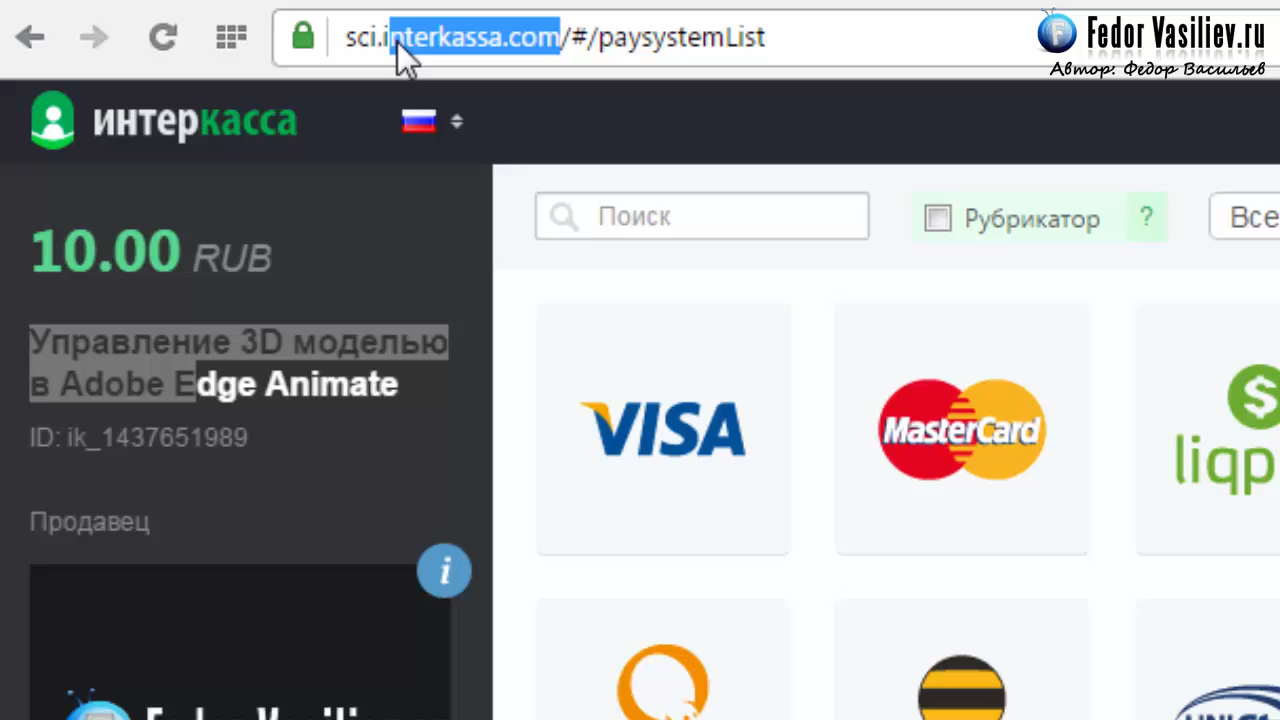 sci.interkassa.com/#/paysystemList
Fedor Vasiliev.ru
Автор: Федор Васильев
интеркасса
Поиск
Рубрикатор
?
Все
10.00 RUB
Управление 3D моделью
в Adobe Edge Animate
ID: ik_1437651989
VISA
MasterCard
$
liqp
Продавец
i